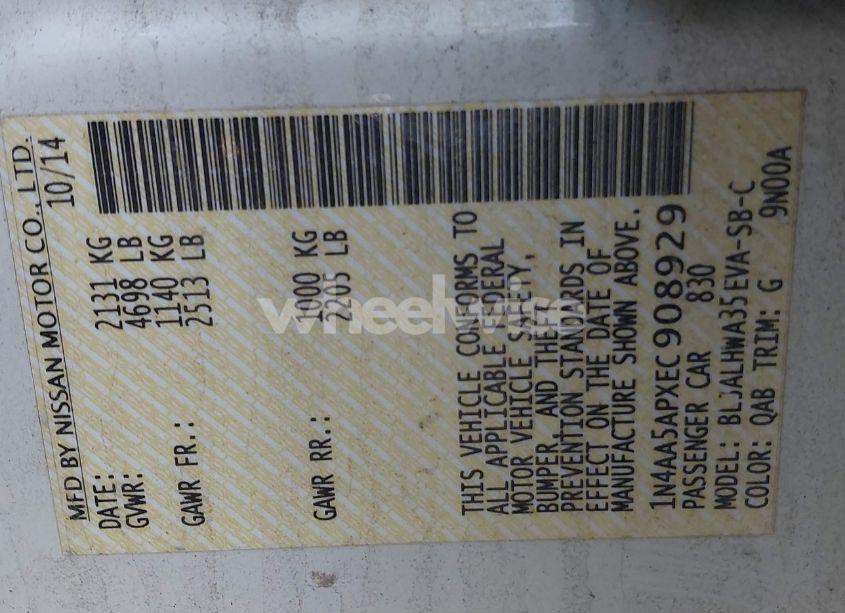 MFD BY NISSAN MOTOR CO., LTD.
DATE: 10/14
GVWR: 2131 KG
4698 LB
GAWR FR.: 1140 KG
2513 LB
GAWR RR.: 1000 KG
2205 LB
THIS VEHICLE CONFORMS TO
ALL APPLICABLE FEDERAL
MOTOR VEHICLE SAFETY,
BUMPER, AND THEFT
PREVENTION STANDARDS IN
EFFECT ON THE DATE OF
MANUFACTURE SHOWN ABOVE.
1N4AA5APXEC908929
PASSENGER CAR 830
MODEL: BLJALHWA35EVA-SB-C
COLOR: QAB TRIM: G 9N00A
wheelwise